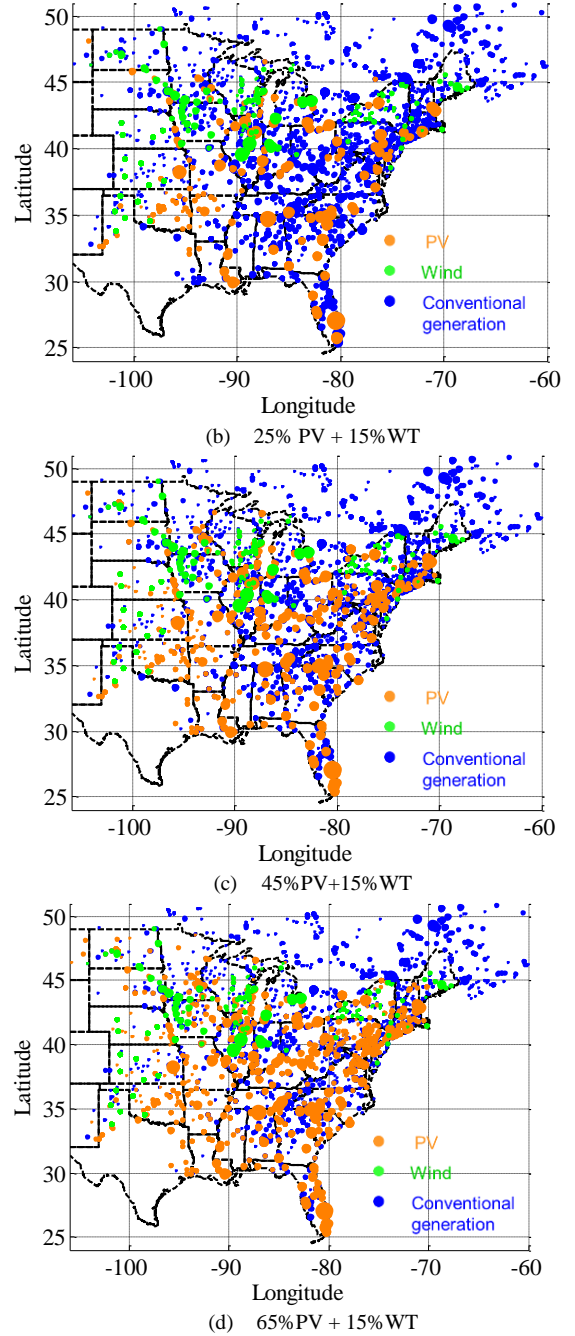 50
45
40
35
30
25
Latitude
PV
Wind
Conventional
generation
-100 -90 -80 -70 -60
Longitude
(b) 25% PV + 15%WT
50
45
40
35
30
25
Latitude
PV
Wind
Conventional
generation
-100 -90 -80 -70 -60
Longitude
(c) 45%PV+15%WT
50
45
40
35
30
25
Latitude
PV
Wind
Conventional
generation
-100 -90 -80 -70 -60
Longitude
(d) 65%PV + 15%WT